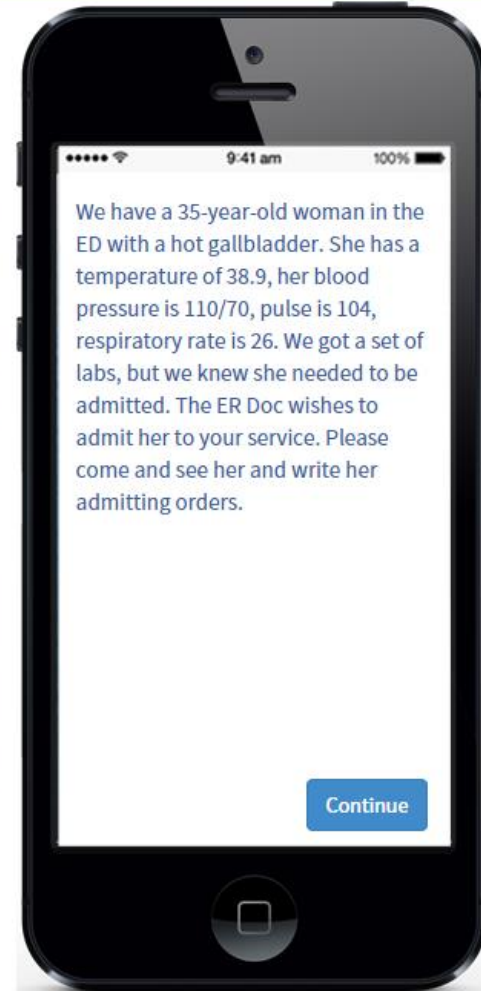 9:41 am 100%
We have a 35-year-old woman in the
ED with a hot gallbladder. She has a
temperature of 38.9, her blood
pressure is 110/70, pulse is 104,
respiratory rate is 26. We got a set of
labs, but we knew she needed to be
admitted. The ER Doc wishes to
admit her to your service. Please
come and see her and write her
admitting orders.
Continue